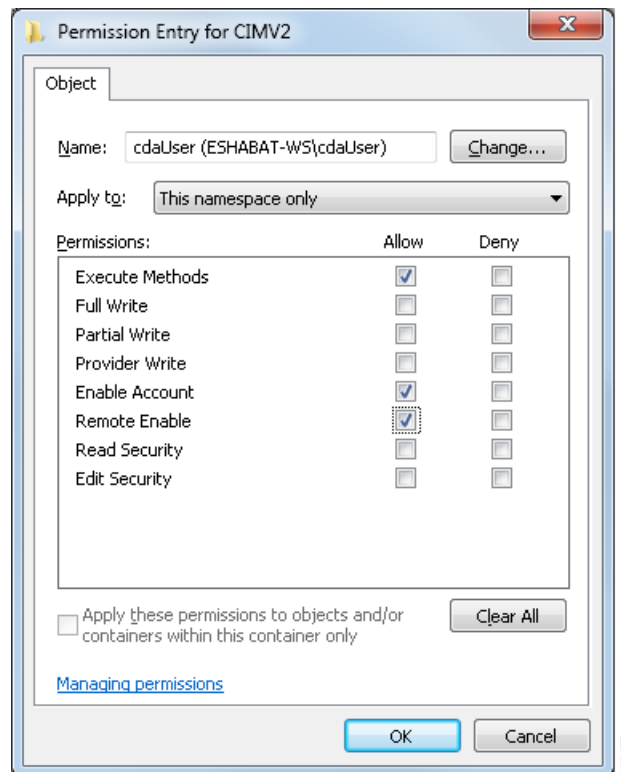 Permission Entry for CIMV2
Object
Name: cdaUser (ESHABAT-WS\cdaUser) Change...
Apply to: This namespace only
Permissions: Allow Deny
Execute Methods
Full Write
Partial Write
Provider Write
Enable Account
Remote Enable
Read Security
Edit Security
Apply these permissions to objects and/or
containers within this container only
Clear All
Managing permissions
OK Cancel